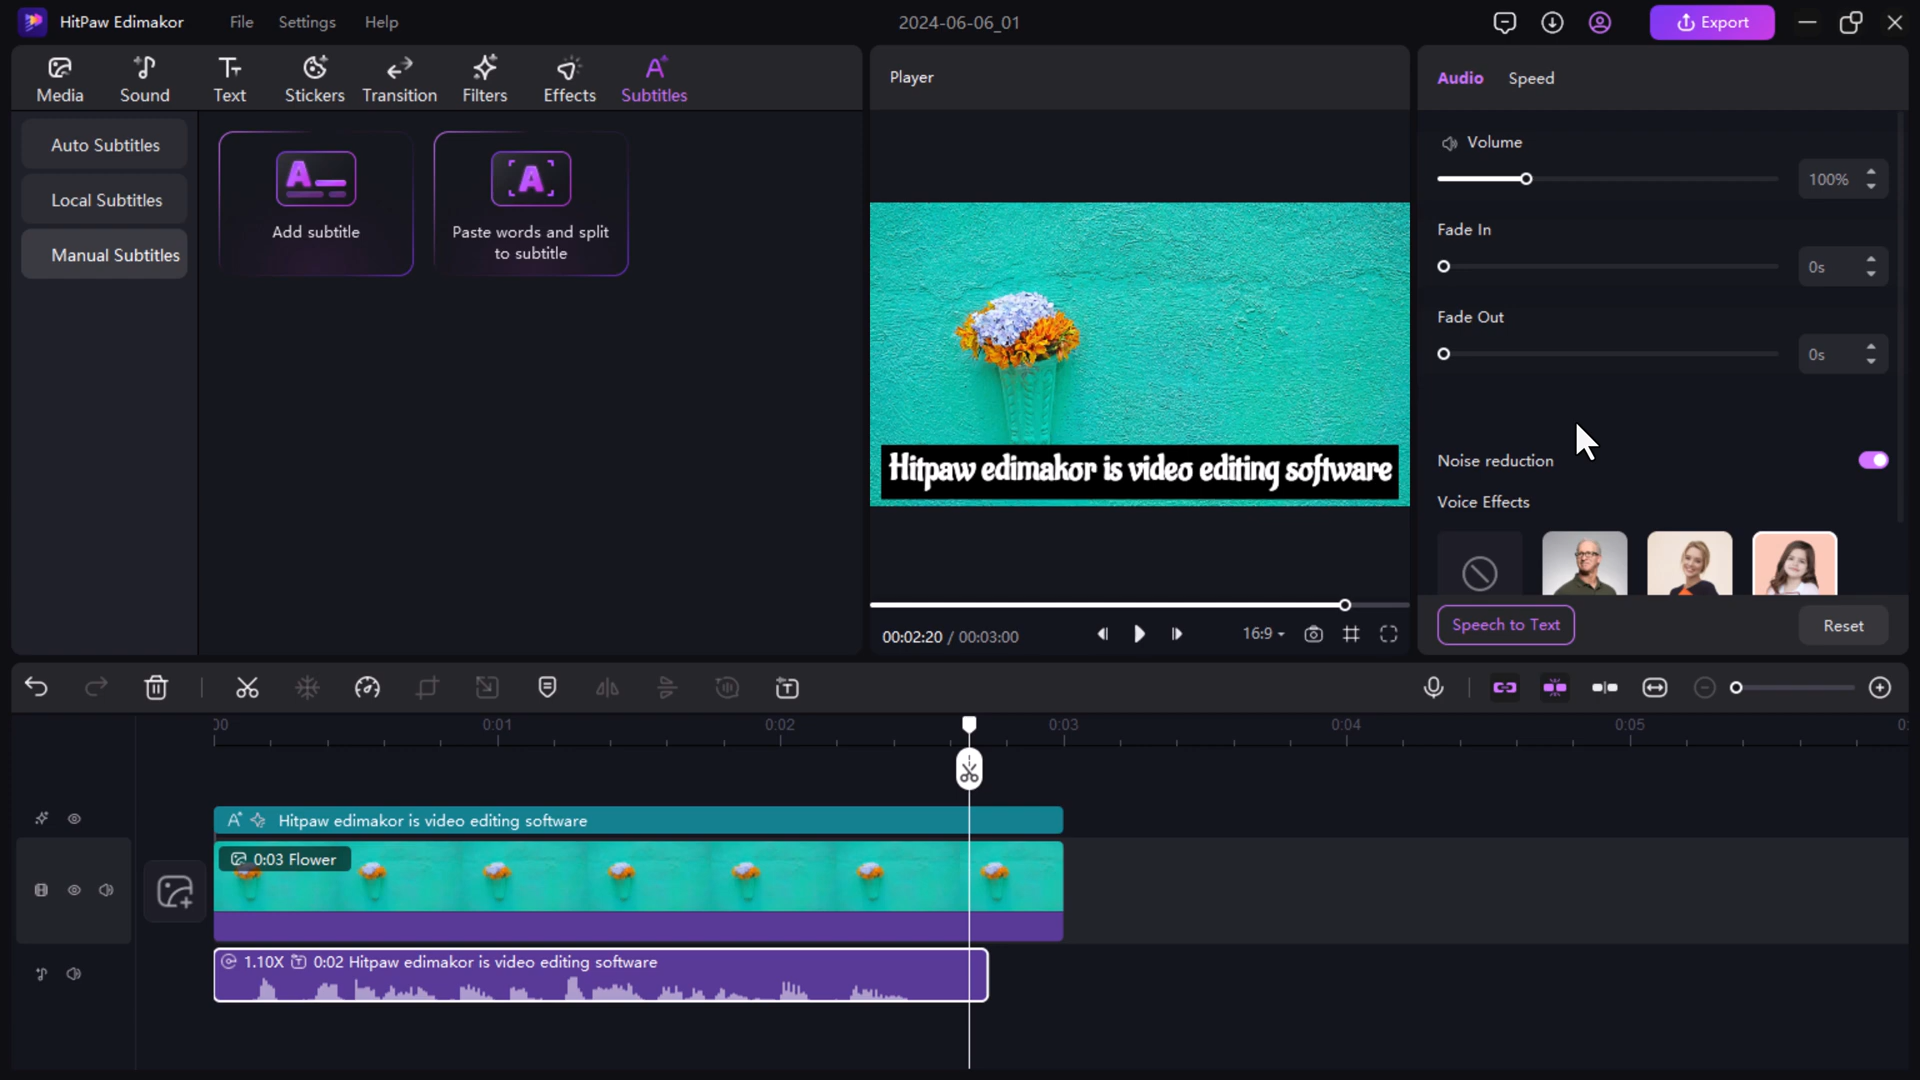 HitPaw Edimakor
File
Settings
Help
2024-06-06_01
Export
Media
Sound
Text
Stickers
Transition
Filters
Effects
Subtitles
Player
Audio
Speed
Auto Subtitles
Local Subtitles
Manual Subtitles
Add subtitle
Paste words and split
to subtitle
Volume
100%
Fade In
0s
Fade Out
0s
Noise reduction
Voice Effects
Hitpaw edimakor is video editing software
00:02:20 / 00:03:00
16:9
Speech to Text
Reset
0:01
0:02
0:03
0:04
0:05
Hitpaw edimakor is video editing software
0:03 Flower
1.10X 0:02 Hitpaw edimakor is video editing software